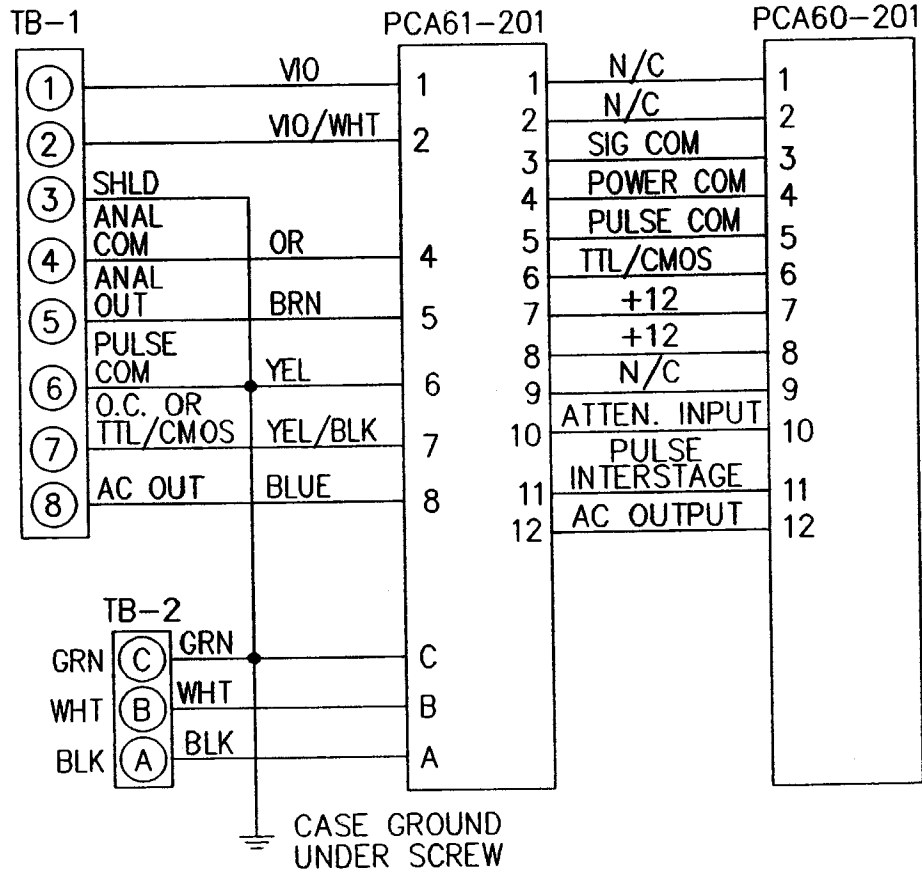 TB-1
PCA61-201
PCA60-201
1 VIO 1
2 VIO/WHT 2
3 SHLD
ANAL
4 COM OR 4
ANAL
5 OUT BRN 5
PULSE
6 COM YEL 6
O.C. OR
7 TTL/CMOS YEL/BLK 7
8 AC OUT BLUE 8
1 N/C 1
2 N/C 2
3 SIG COM 3
4 POWER COM 4
5 PULSE COM 5
6 TTL/CMOS 6
7 +12 7
8 +12 8
9 N/C 9
10 ATTEN. INPUT 10
PULSE
11 INTERSTAGE 11
12 AC OUTPUT 12
TB-2
GRN C GRN C
WHT B WHT B
BLK A BLK A
CASE GROUND
UNDER SCREW